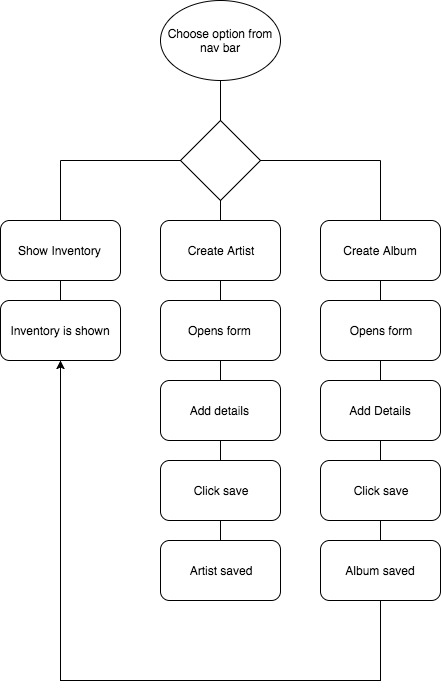 Choose option from
nav bar
Show Inventory
Create Artist
Create Album
Inventory is shown
Opens form
Opens form
Add details
Add Details
Click save
Click save
Artist saved
Album saved